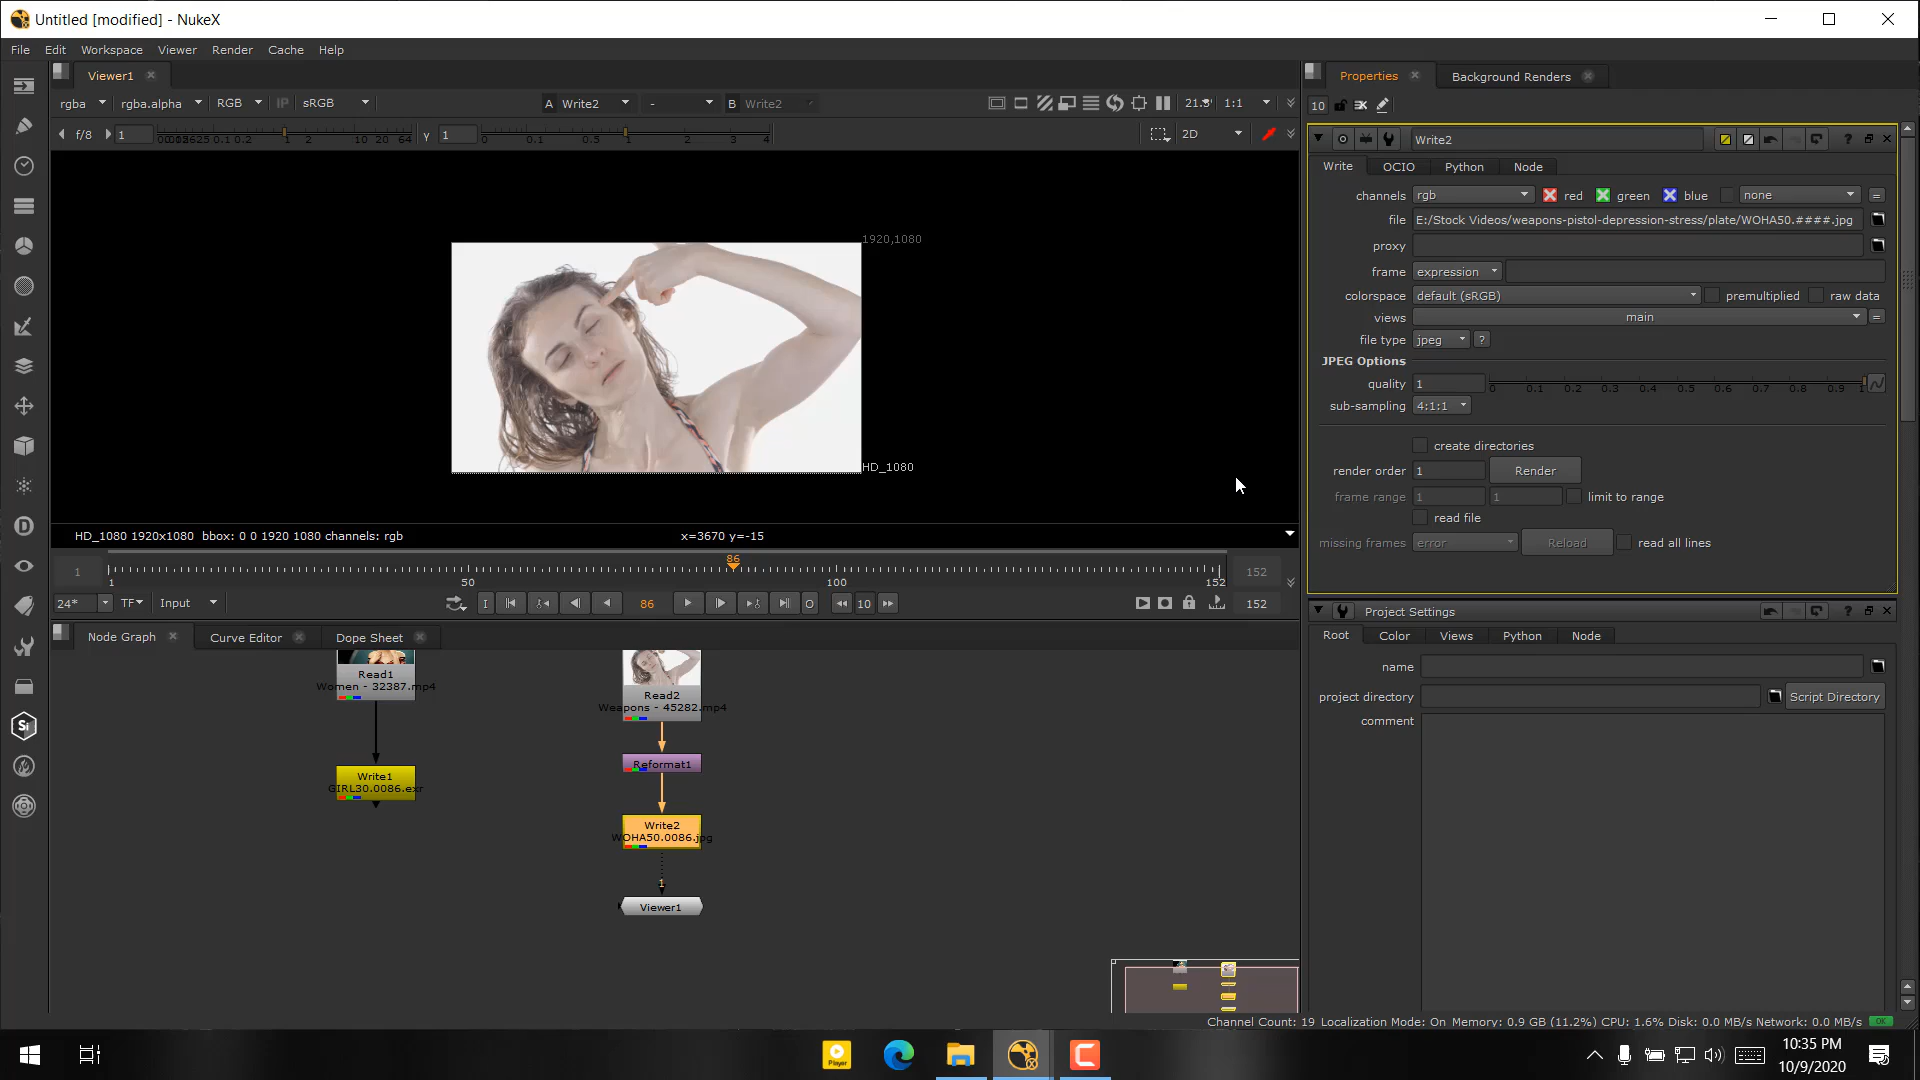 Untitled [modified] - NukeX
File Edit Workspace Viewer Render Cache Help
Viewer1
rgba rgba.alpha RGB IP sRGB A Write2 - B Write2 1:1
f/8 1 10 20 64 γ 1 0 0.1 0.5 1 2 3 4 2D
1920,1080
HD_1080
HD_1080 1920x1080 bbox: 0 0 1920 1080 channels: rgb x=3670 y=-15
86
1 1 50 100 152 152
24* TF Input 86 10 152
Node Graph Curve Editor Dope Sheet
Read1
Women - 32387.mp4
Write1
GIRL30.0086.exr
Read2
Weapons - 45282.mp4
Reformat1
Write2
WOHA50.0086.jpg
1
Viewer1
Properties Background Renders
10
Write2
Write OCIO Python Node
channels rgb red green blue none =
file E:/Stock Videos/weapons-pistol-depression-stress/plate/WOHA50.####.jpg
proxy
frame expression
colorspace default (sRGB) premultiplied raw data
views main =
file type jpeg ?
JPEG Options
quality 1 0 0.1 0.2 0.3 0.4 0.5 0.6 0.7 0.8 0.9 1
sub-sampling 4:1:1
create directories
render order 1 Render
frame range 1 1 limit to range
read file
missing frames error Reload read all lines
Project Settings
Root Color Views Python Node
name
project directory Script Directory
comment
Channel Count: 19 Localization Mode: On Memory: 0.9 GB (11.2%) CPU: 1.6% Disk: 0.0 MB/s Network: 0.0 MB/s OK
Player
10:35 PM
10/9/2020